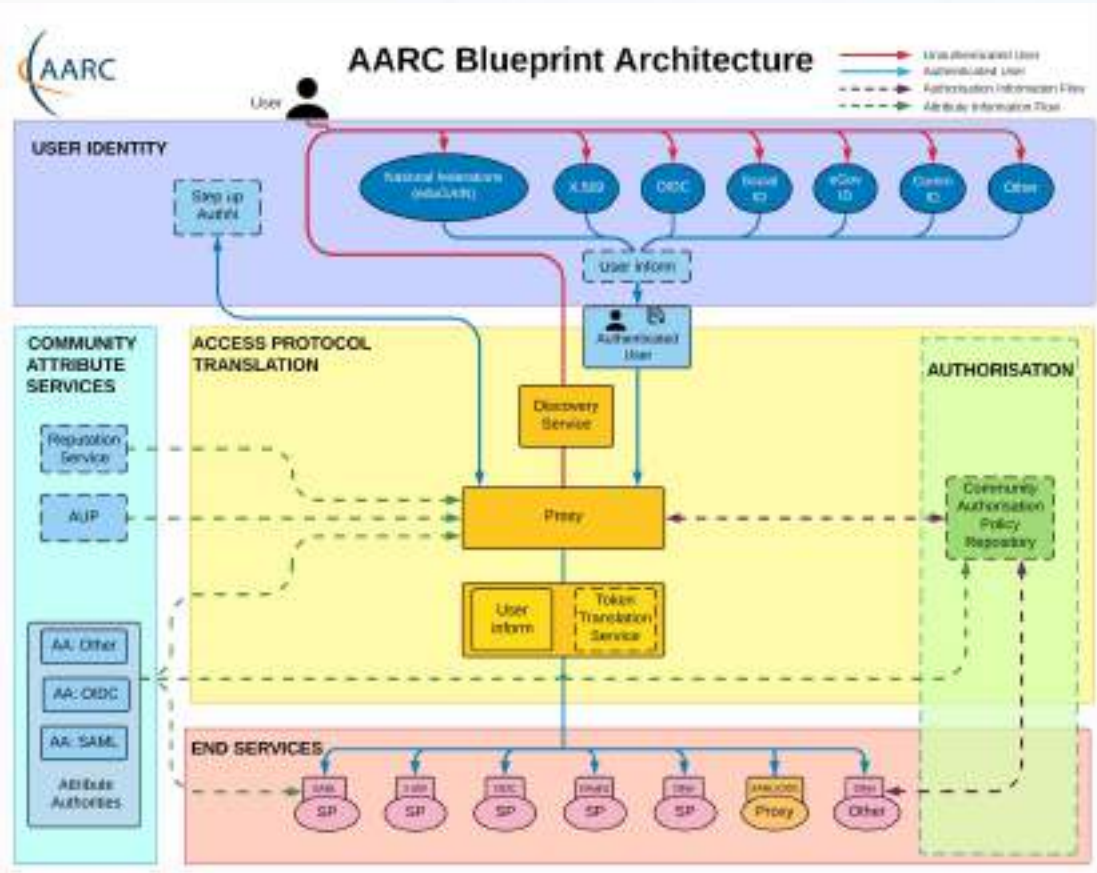 AARC
AARC Blueprint Architecture
Unauthenticated User
Authenticated User
Authorisation Information Flow
Attribute Information Flow
User
USER IDENTITY
Step up
AuthN
National federations
(eduGAIN)
X.509
OIDC
Social
ID
eGov
ID
Comm
ID
Other
User inform
Authenticated
User
COMMUNITY
ATTRIBUTE
SERVICES
ACCESS PROTOCOL
TRANSLATION
AUTHORISATION
Discovery
Service
Reputation
Service
AUP
Proxy
Community
Authorisation
Policy
Repository
User
inform
Token
Translation
Service
AA: Other
AA: OIDC
AA: SAML
Attribute
Authorities
END SERVICES
SAML
SP
SP
OIDC
SP
SP
Other
SP
Proxy
Other
Other